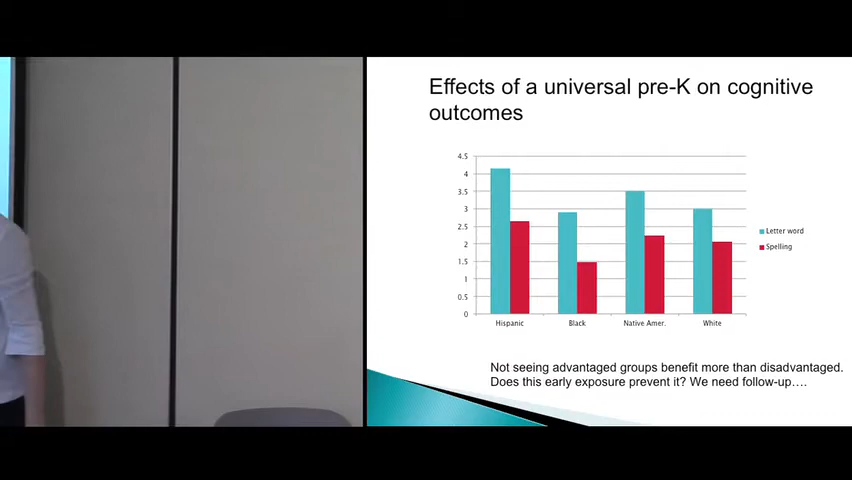 Effects of a universal pre-K on cognitive
outcomes
4.5
4
3.5
3
2.5
2
1.5
1
0.5
0
Hispanic
Black
Native Amer.
White
Letter word
Spelling
Not seeing advantaged groups benefit more than disadvantaged.
Does this early exposure prevent it? We need follow-up….